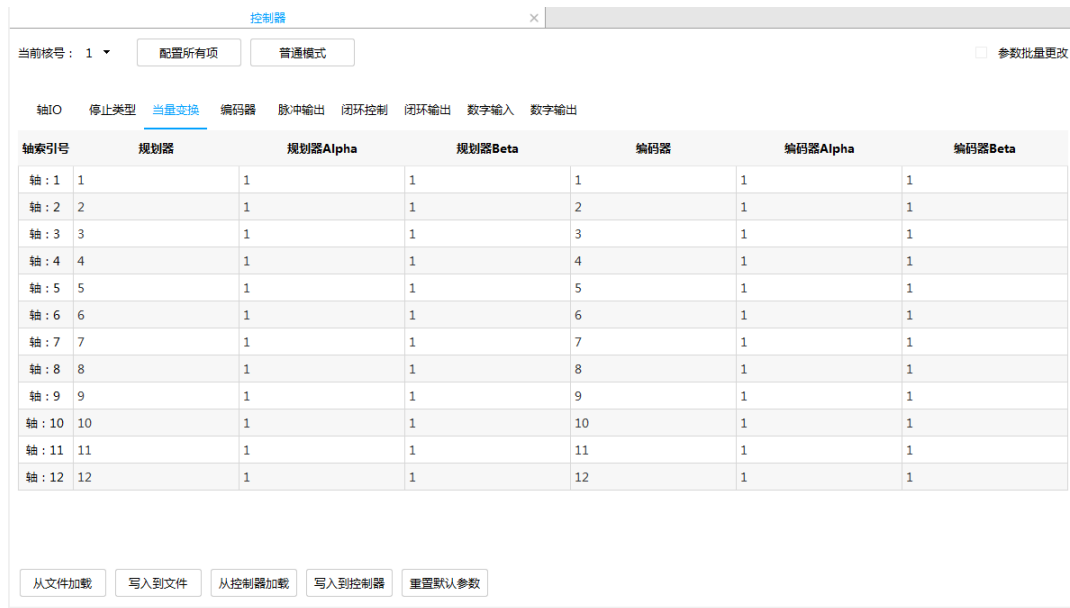 控制器 ×
当前核号： 1 配置所有项 普通模式 参数批量更改
轴IO 停止类型 当量变换 编码器 脉冲输出 闭环控制 闭环输出 数字输入 数字输出
轴索引号 规划器 规划器Alpha 规划器Beta 编码器 编码器Alpha 编码器Beta
轴：1 1 1 1 1 1 1
轴：2 2 1 1 2 1 1
轴：3 3 1 1 3 1 1
轴：4 4 1 1 4 1 1
轴：5 5 1 1 5 1 1
轴：6 6 1 1 6 1 1
轴：7 7 1 1 7 1 1
轴：8 8 1 1 8 1 1
轴：9 9 1 1 9 1 1
轴：10 10 1 1 10 1 1
轴：11 11 1 1 11 1 1
轴：12 12 1 1 12 1 1
从文件加载 写入到文件 从控制器加载 写入到控制器 重置默认参数